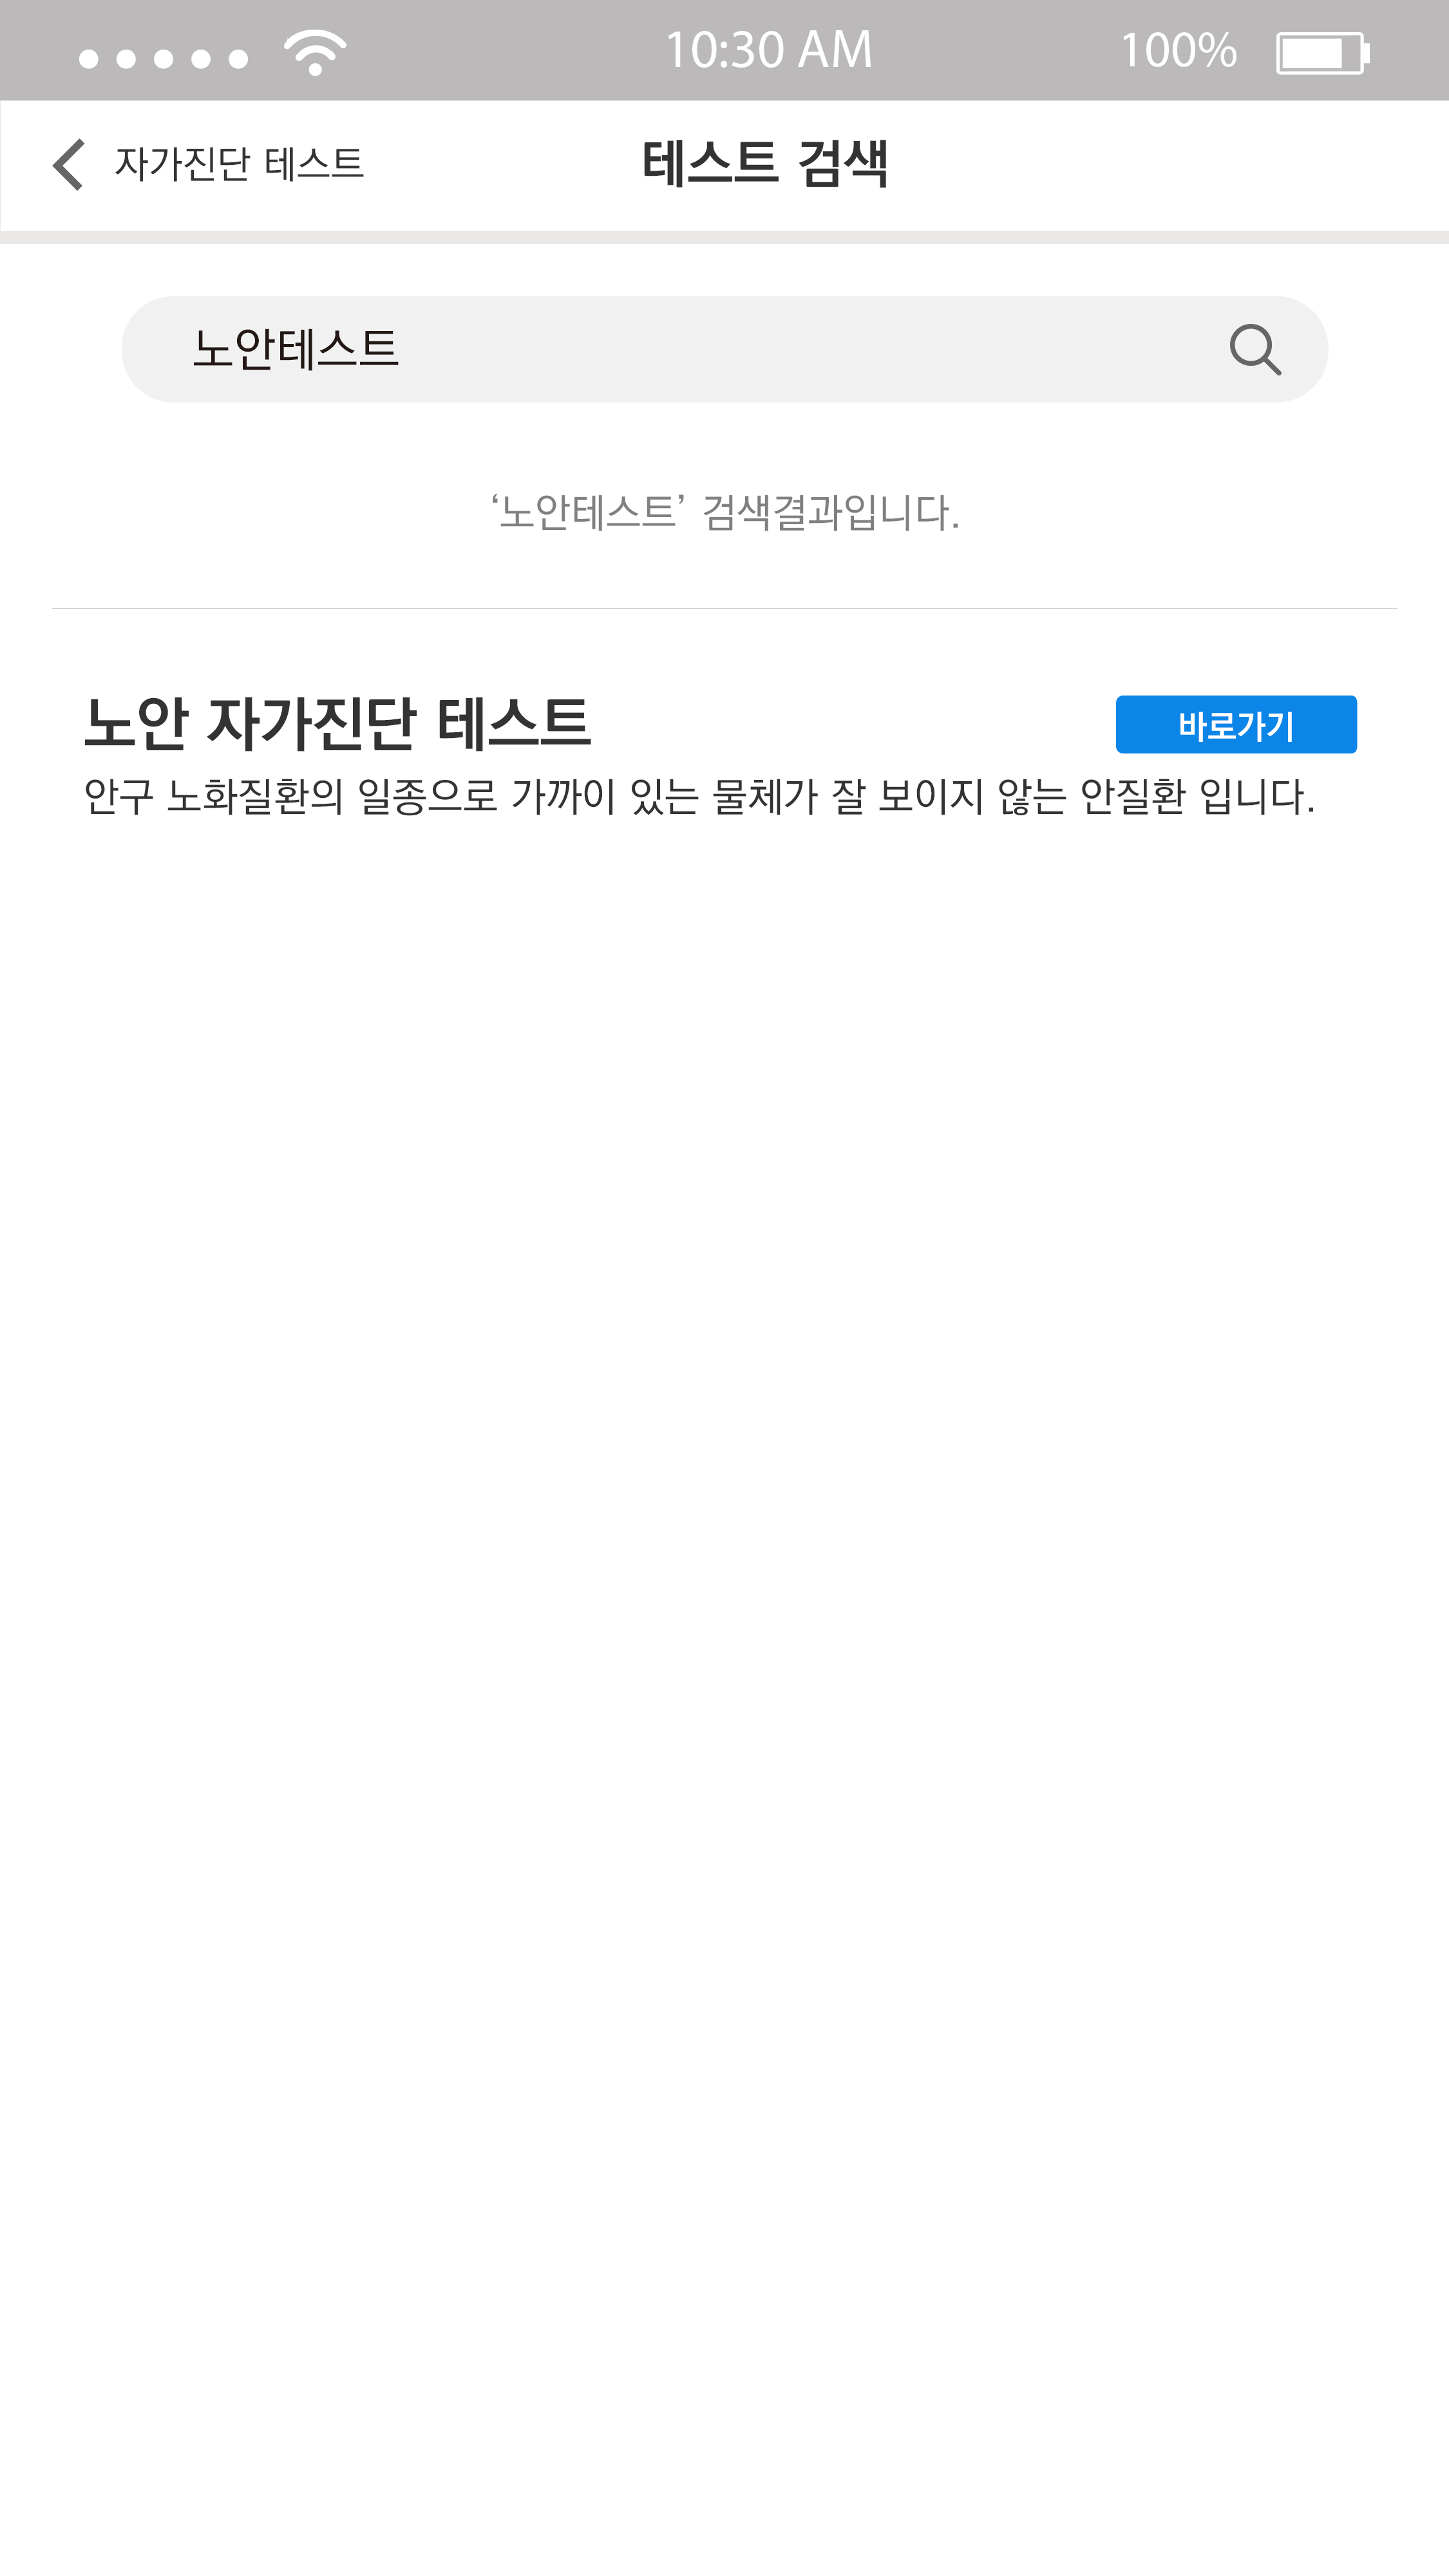 10:30 AM 100%
자가진단 테스트 테스트 검색
노안테스트
‘노안테스트’ 검색결과입니다.
노안 자가진단 테스트 바로가기
안구 노화질환의 일종으로 가까이 있는 물체가 잘 보이지 않는 안질환 입니다.